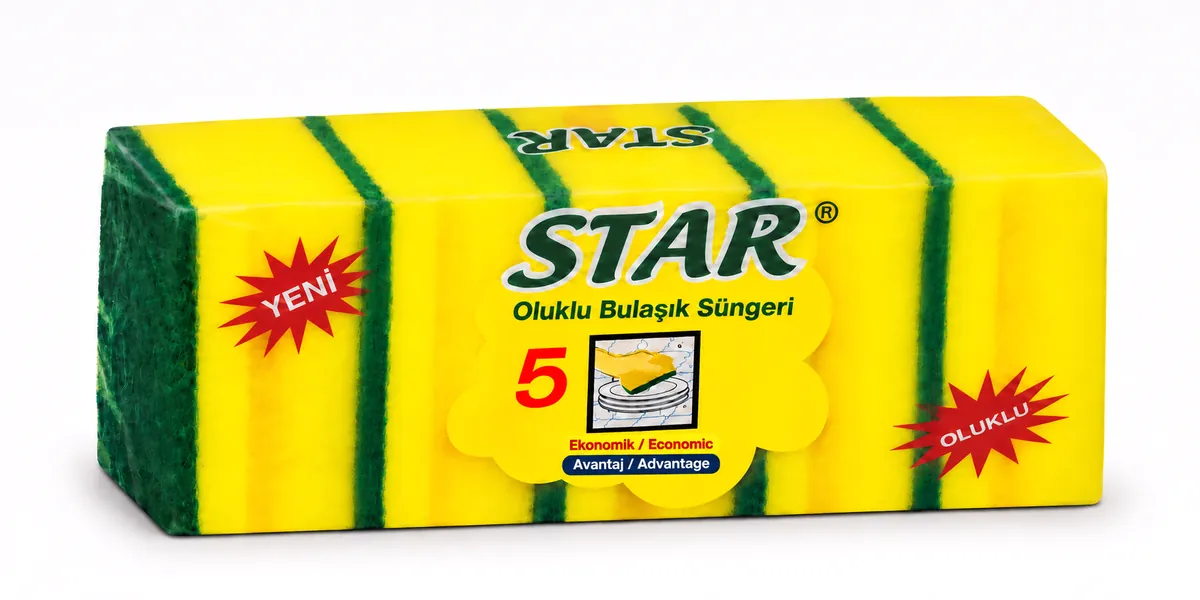 STAR
STAR®
Oluklu Bulaşık Süngeri
YENİ
5
Ekonomik / Economic
Avantaj / Advantage
OLUKLU